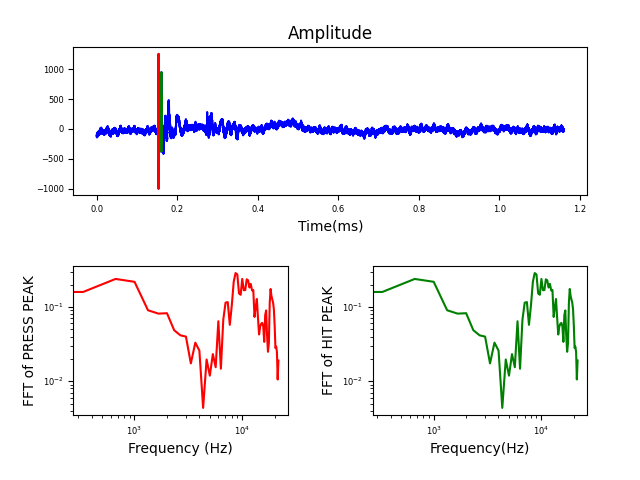 Amplitude
1000
500
0
−500
−1000
0.0 0.2 0.4 0.6 0.8 1.0 1.2
Time(ms)
FFT of PRESS PEAK
10⁻¹
10⁻²
10³ 10⁴
Frequency (Hz)
FFT of HIT PEAK
10⁻¹
10⁻²
10³ 10⁴
Frequency(Hz)